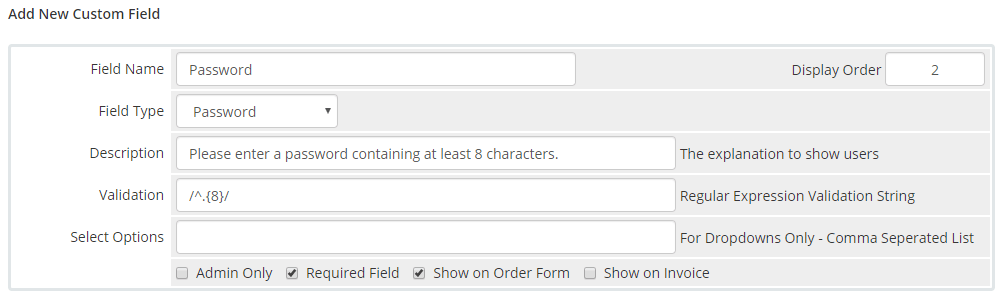 Add New Custom Field
Field Name Password Display Order 2
Field Type Password
Description Please enter a password containing at least 8 characters. The explanation to show users
Validation /^.{8}/ Regular Expression Validation String
Select Options For Dropdowns Only - Comma Seperated List
Admin Only Required Field Show on Order Form Show on Invoice